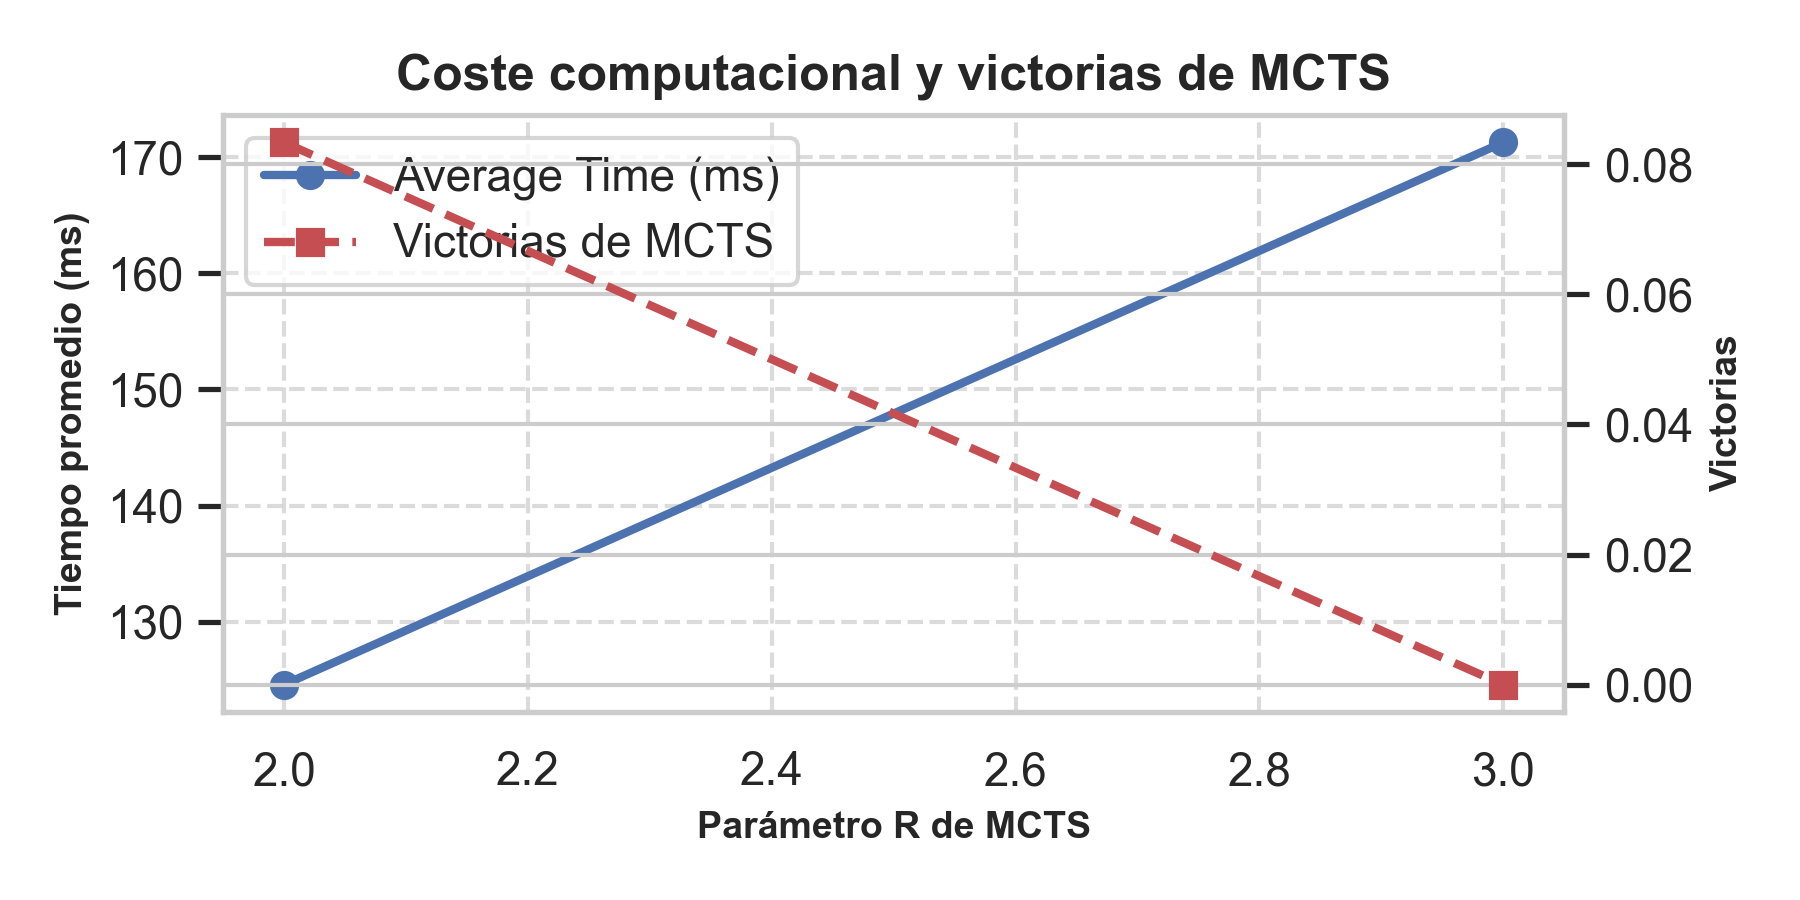 Coste computacional y victorias de MCTS
Average Time (ms)
Victorias de MCTS
Tiempo promedio (ms)
170
160
150
140
130
0.08
0.06
0.04
0.02
0.00
Victorias
2.0 2.2 2.4 2.6 2.8 3.0
Parámetro R de MCTS